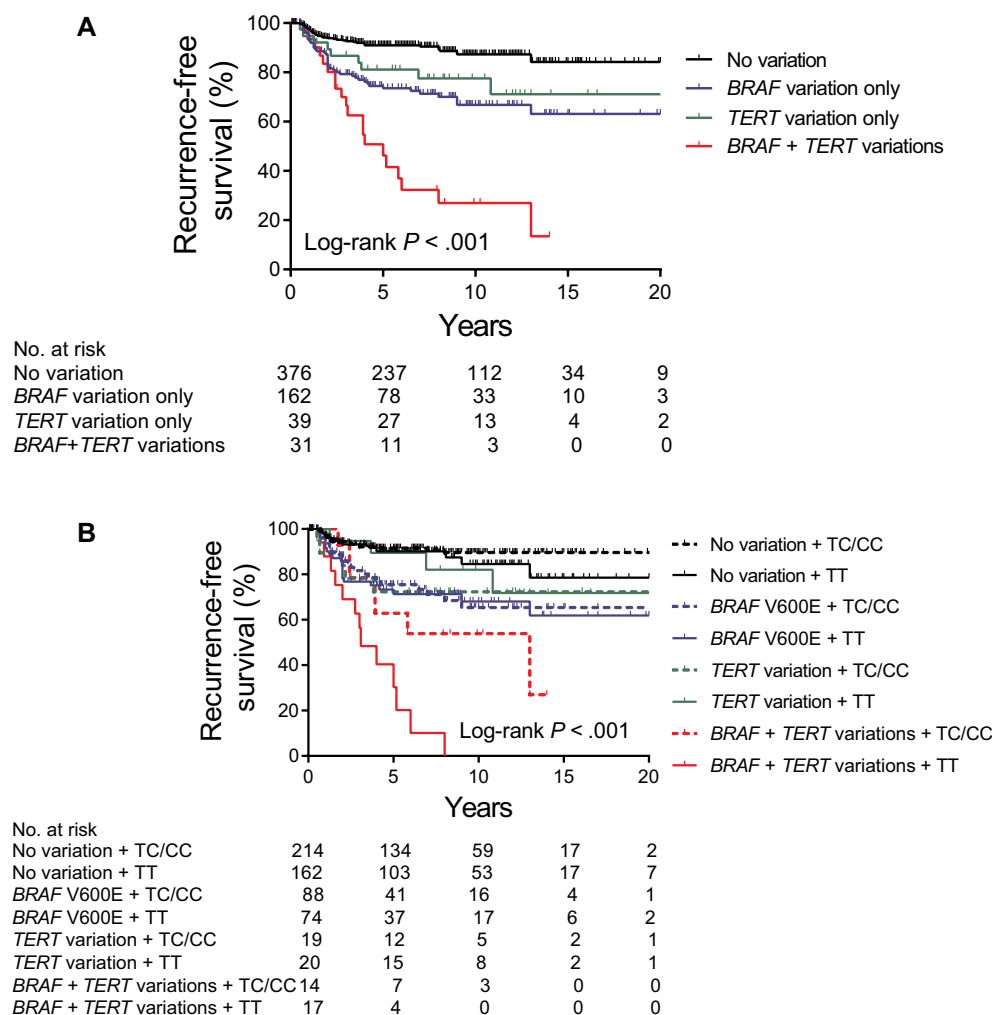 A
Recurrence-free
survival (%)
100
80
60
40
20
0
Log-rank P < .001
0 5 10 15 20
Years
No variation
BRAF variation only
TERT variation only
BRAF + TERT variations
No. at risk
No variation 376 237 112 34 9
BRAF variation only 162 78 33 10 3
TERT variation only 39 27 13 4 2
BRAF+TERT variations 31 11 3 0 0
B
Recurrence-free
survival (%)
100
80
60
40
20
0
Log-rank P < .001
0 5 10 15 20
Years
No variation + TC/CC
No variation + TT
BRAF V600E + TC/CC
BRAF V600E + TT
TERT variation + TC/CC
TERT variation + TT
BRAF + TERT variations + TC/CC
BRAF + TERT variations + TT
No. at risk
No variation + TC/CC 214 134 59 17 2
No variation + TT 162 103 53 17 7
BRAF V600E + TC/CC 88 41 16 4 1
BRAF V600E + TT 74 37 17 6 2
TERT variation + TC/CC 19 12 5 2 1
TERT variation + TT 20 15 8 2 1
BRAF + TERT variations + TC/CC 14 7 3 0 0
BRAF + TERT variations + TT 17 4 0 0 0